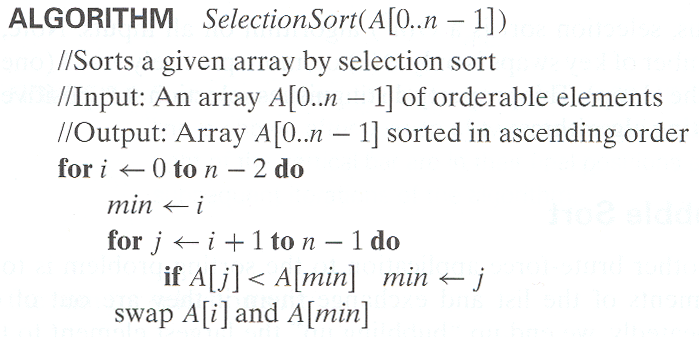 ALGORITHM SelectionSort(A[0..n – 1])
//Sorts a given array by selection sort
//Input: An array A[0..n – 1] of orderable elements
//Output: Array A[0..n – 1] sorted in ascending order
for i ← 0 to n – 2 do
min ← i
for j ← i + 1 to n – 1 do
if A[j] < A[min] min ← j
swap A[i] and A[min]